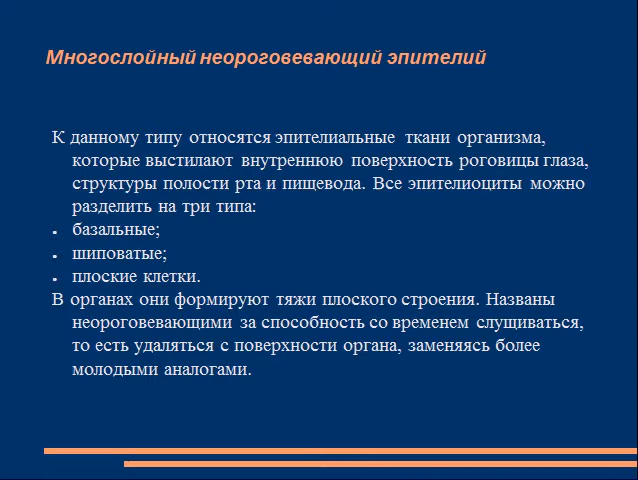 Многослойный неороговевающий эпителий
К данному типу относятся эпителиальные ткани организма,
которые выстилают внутреннюю поверхность роговицы глаза,
структуры полости рта и пищевода. Все эпителиоциты можно
разделить на три типа:
• базальные;
• шиповатые;
• плоские клетки.
В органах они формируют тяжи плоского строения. Названы
неороговевающими за способность со временем слущиваться,
то есть удаляться с поверхности органа, заменяясь более
молодыми аналогами.